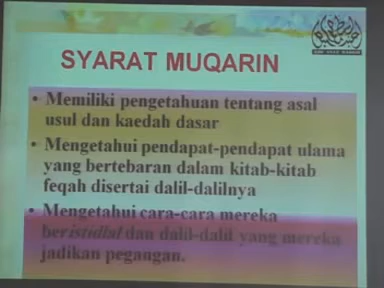 SYARAT MUQARIN
• Memiliki pengetahuan tentang asal
usul dan kaedah dasar
• Mengetahui pendapat-pendapat ulama
yang bertebaran dalam kitab-kitab
feqah disertai dalil-dalilnya
• Mengetahui cara-cara mereka
beristidlal dan dalil-dalil yang mereka
jadikan pegangan.